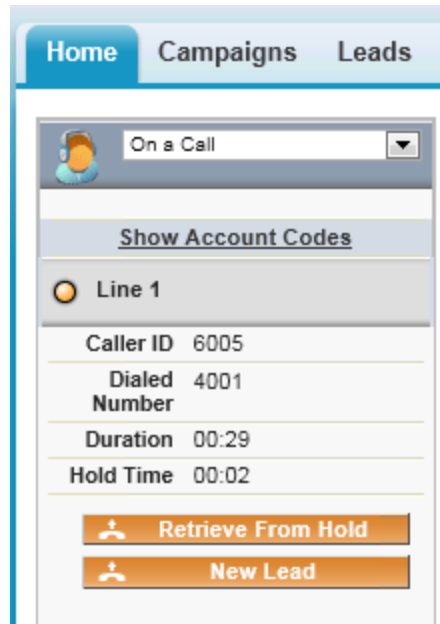 Home Campaigns Leads
On a Call
Show Account Codes
Line 1
Caller ID 6005
Dialed Number 4001
Duration 00:29
Hold Time 00:02
Retrieve From Hold
New Lead